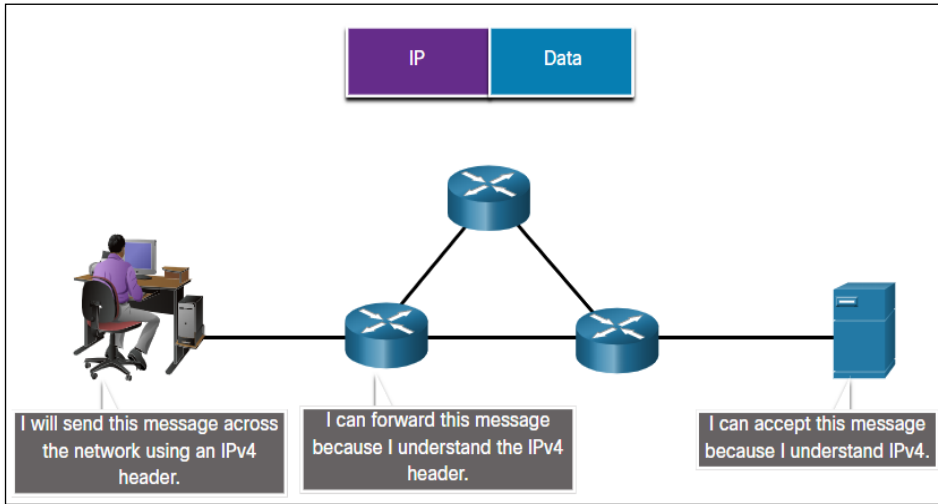 IP
Data
I will send this message across
the network using an IPv4
header.
I can forward this message
because I understand the IPv4
header.
I can accept this message
because I understand IPv4.